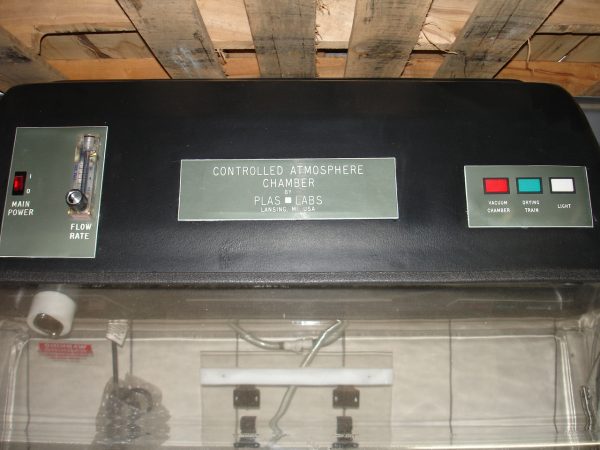 I
O
MAIN
POWER
FLOW
RATE
CONTROLLED ATMOSPHERE
CHAMBER
BY
PLAS LABS
LANSING, MI. USA
VACUUM
CHAMBER
DRYING
TRAIN
LIGHT